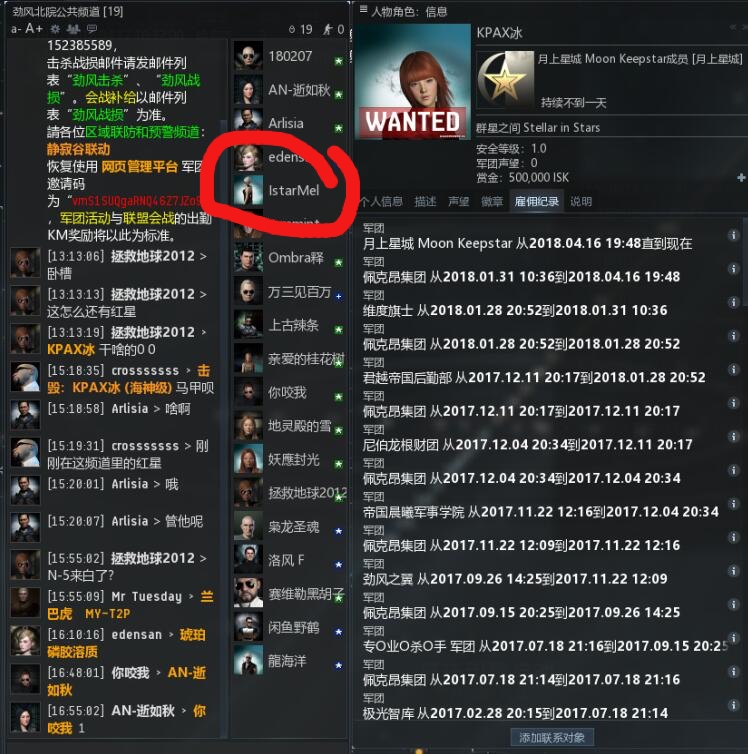 劲风北院公共频道 [19]
a- A+
19
0
152385589,
击杀战损邮件请发邮件列
表“劲风击杀”、“劲风战
损”。会战补给以邮件列
表“劲风战损”为准。
請各位区域联防和预警频道:
静寂谷联动
恢复使用 网页管理平台 军团
邀请码
为
，军团活动与联盟会战的出勤
KM奖励将以此为标准。
[13:13:06] 拯救地球2012 >
卧槽
[13:13:13] 拯救地球2012 >
这怎么还有红星
[13:13:19] 拯救地球2012 >
KPAX冰 干啥的0 0
[15:18:35] crosssssss > 击
毁: KPAX冰 (海神级) 马甲呗
[15:18:58] Arlisia > 啥啊
[15:19:31] crosssssss > 刚
刚在这频道里的红星
[15:20:01] Arlisia > 哦
[15:20:07] Arlisia > 管他呢
[15:55:02] 拯救地球2012 >
N-5来白了?
[15:55:09] Mr Tuesday > 兰
巴虎 MY-T2P
[16:10:16] edensan > 琥珀
磷胶溶质
[16:48:01] 你咬我 > AN-逝
如秋
[16:55:02] AN-逝如秋 > 你
咬我 1
180207
AN-逝如秋
Arlisia
edens
IstarMel
Ombra释
万三见百万
上古辣条
亲爱的桂花树
你咬我
地灵殿的雪
妖應封光
拯救地球2012
枭龙圣魂
洛风 F
赛维勒黑胡子
闲鱼野鹤
龍海洋
人物角色: 信息
WANTED
KPAX冰
月上星城 Moon Keepstar成员 [月上星城]
持续不到一天
群星之间 Stellar in Stars
安全等级: 1.0
军团声望: 0
赏金: 500,000 ISK
个人信息 描述 声望 徽章 雇佣纪录 说明
军团
月上星城 Moon Keepstar 从2018.04.16 19:48直到现在
军团
佩克昂集团 从2018.01.31 10:36到2018.04.16 19:48
军团
维度旗士 从2018.01.28 20:52到2018.01.31 10:36
军团
佩克昂集团 从2018.01.28 20:52到2018.01.28 20:52
军团
君越帝国后勤部 从2017.12.11 20:17到2018.01.28 20:52
军团
佩克昂集团 从2017.12.11 20:17到2017.12.11 20:17
军团
尼伯龙根财团 从2017.12.04 20:34到2017.12.11 20:17
军团
佩克昂集团 从2017.12.04 20:34到2017.12.04 20:34
军团
帝国晨曦军事学院 从2017.11.22 12:16到2017.12.04 20:34
军团
佩克昂集团 从2017.11.22 12:09到2017.11.22 12:16
军团
劲风之翼 从2017.09.26 14:25到2017.11.22 12:09
军团
佩克昂集团 从2017.09.15 20:25到2017.09.26 14:25
军团
专O业O杀O手 军团 从2017.07.18 21:16到2017.09.15 20:25
军团
佩克昂集团 从2017.07.18 21:14到2017.07.18 21:16
军团
极光智库 从2017.02.28 20:15到2017.07.18 21:14
添加联系对象